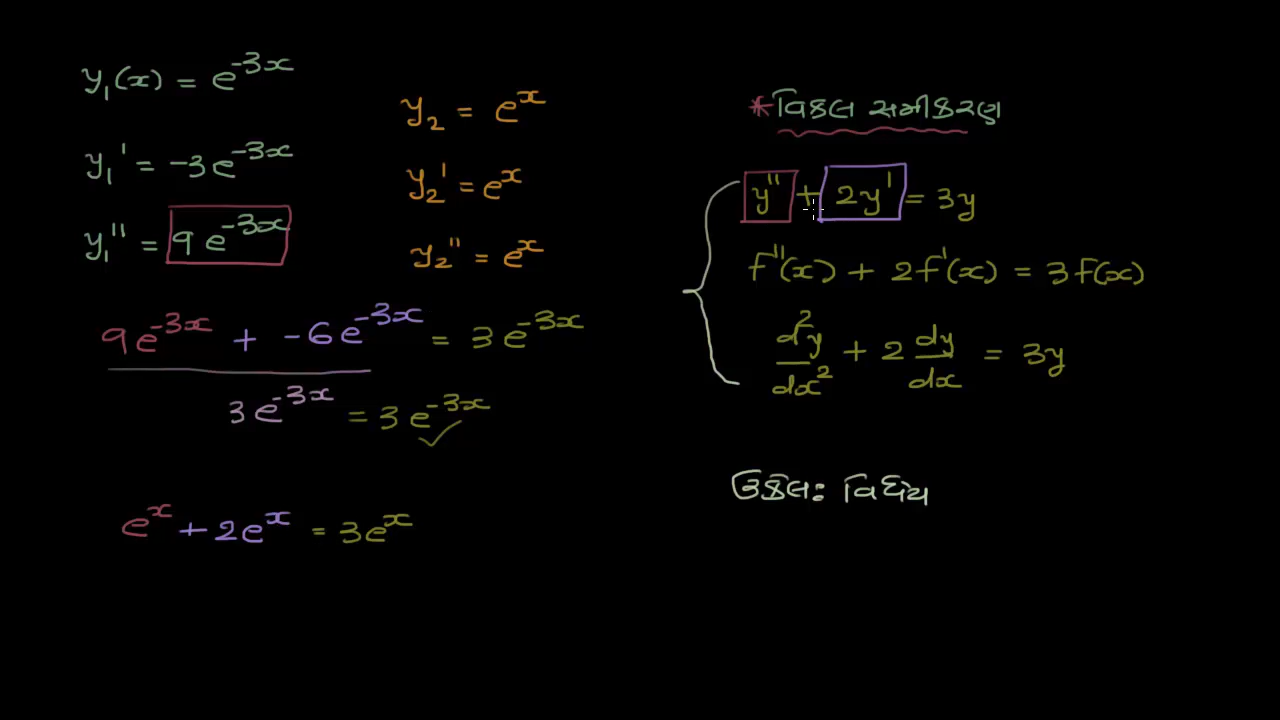 y₁(x) = e^{-3x}
y₁' = -3e^{-3x}
y₁'' = 9e^{-3x}
y₂ = e^x
y₂' = e^x
y₂'' = e^x
9e^{-3x} + -6e^{-3x} = 3e^{-3x}
3e^{-3x} = 3e^{-3x} ✓
e^x + 2e^x = 3e^x
*વિકલ સમીકરણ
y'' + 2y' = 3y
f''(x) + 2f'(x) = 3f(x)
d²y/dx² + 2 dy/dx = 3y
ઉકેલ: વિધેય